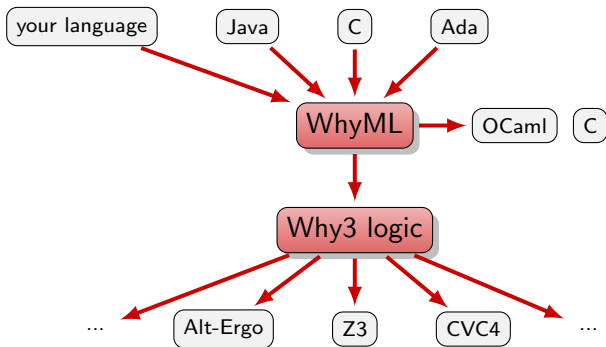 your language Java C Ada
WhyML OCaml C
Why3 logic
... Alt-Ergo Z3 CVC4 ...